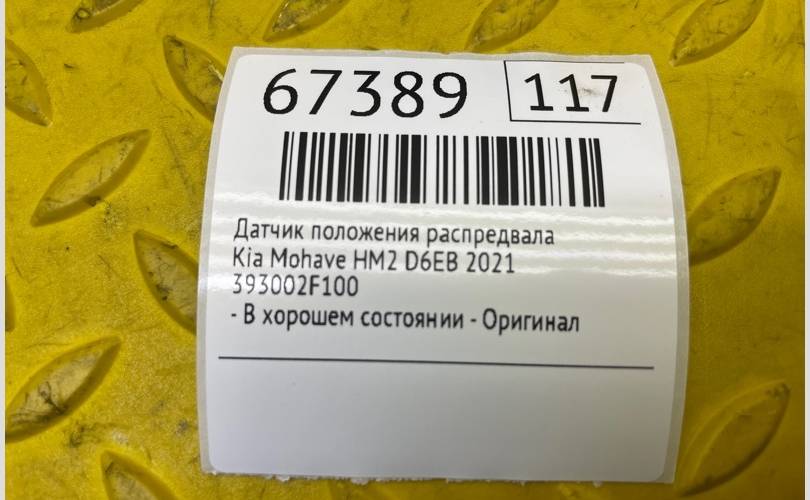 67389
117
Датчик положения распредвала
Kia Mohave HM2 D6EB 2021
393002F100
- В хорошем состоянии - Оригинал